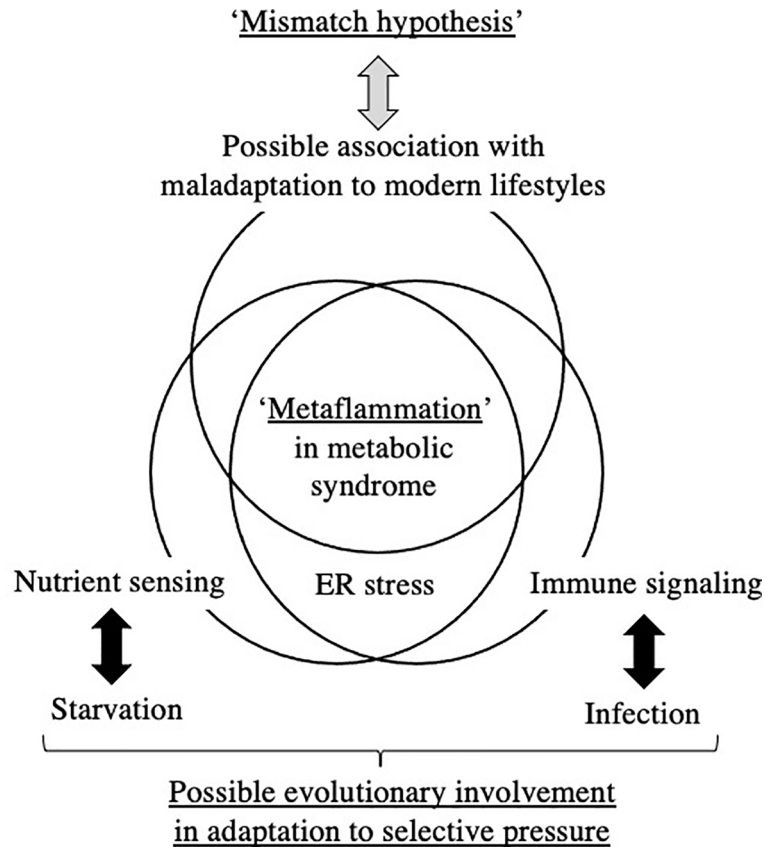 ‘Mismatch hypothesis’
Possible association with
maladaptation to modern lifestyles
‘Metaflammation’
in metabolic
syndrome
Nutrient sensing
ER stress
Immune signaling
Starvation
Infection
Possible evolutionary involvement
in adaptation to selective pressure